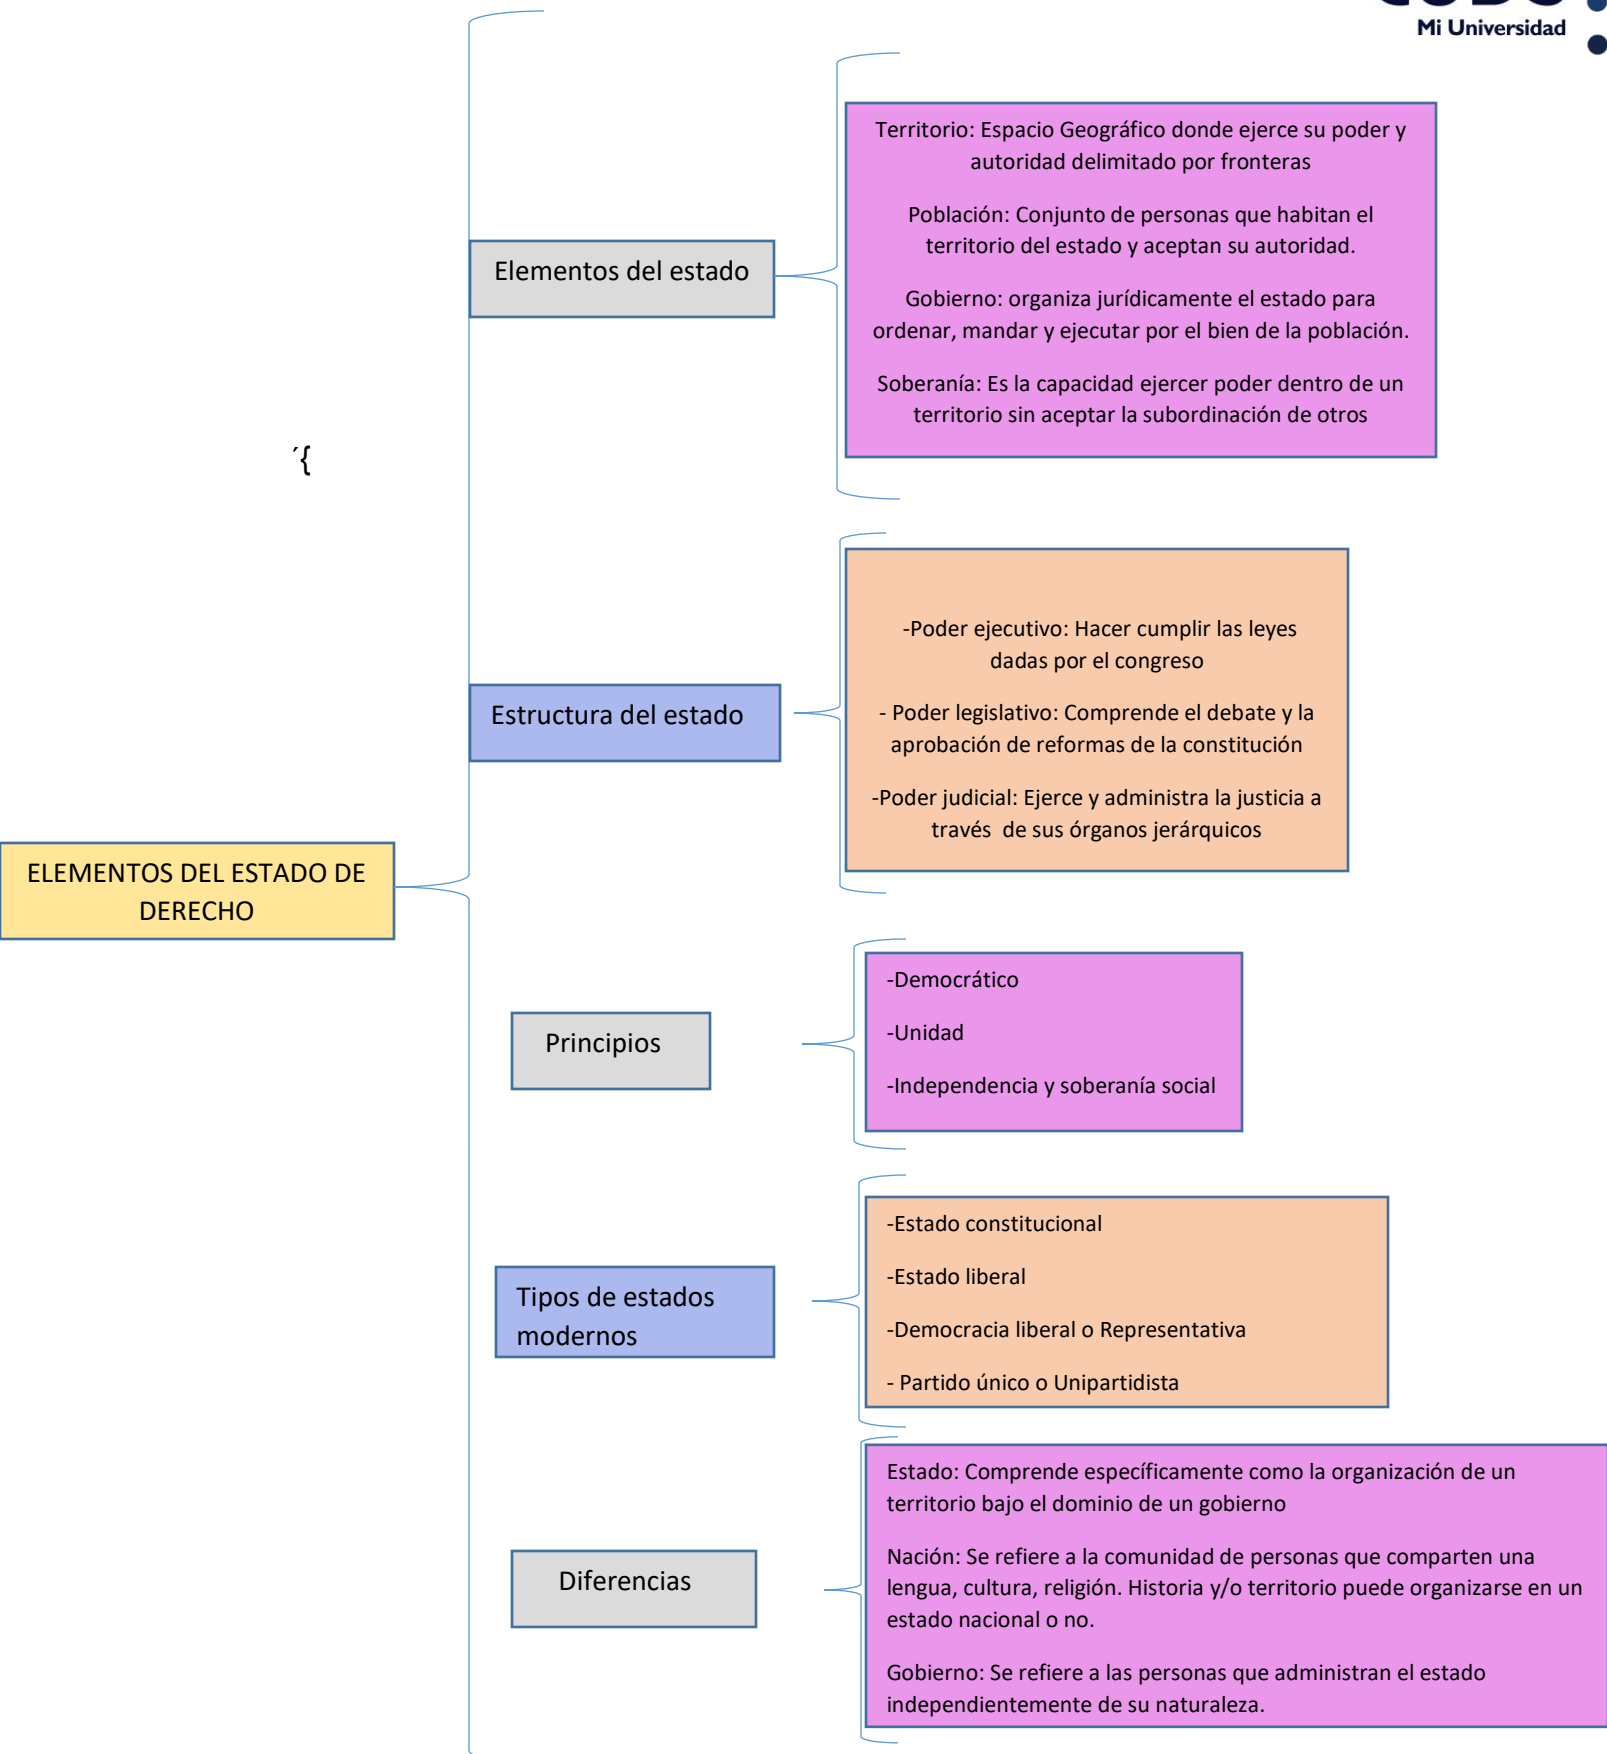 Mi Universidad
Territorio: Espacio Geográfico donde ejerce su poder y
autoridad delimitado por fronteras
Población: Conjunto de personas que habitan el
territorio del estado y aceptan su autoridad.
Elementos del estado
Gobierno: organiza jurídicamente el estado para
ordenar, mandar y ejecutar por el bien de la población.
Soberanía: Es la capacidad ejercer poder dentro de un
territorio sin aceptar la subordinación de otros
´{
-Poder ejecutivo: Hacer cumplir las leyes
dadas por el congreso
Estructura del estado
- Poder legislativo: Comprende el debate y la
aprobación de reformas de la constitución
-Poder judicial: Ejerce y administra la justicia a
través  de sus órganos jerárquicos
ELEMENTOS DEL ESTADO DE
DERECHO
Principios
-Democrático
-Unidad
-Independencia y soberanía social
Tipos de estados
modernos
-Estado constitucional
-Estado liberal
-Democracia liberal o Representativa
- Partido único o Unipartidista
Diferencias
Estado: Comprende específicamente como la organización de un
territorio bajo el dominio de un gobierno
Nación: Se refiere a la comunidad de personas que comparten una
lengua, cultura, religión. Historia y/o territorio puede organizarse en un
estado nacional o no.
Gobierno: Se refiere a las personas que administran el estado
independientemente de su naturaleza.